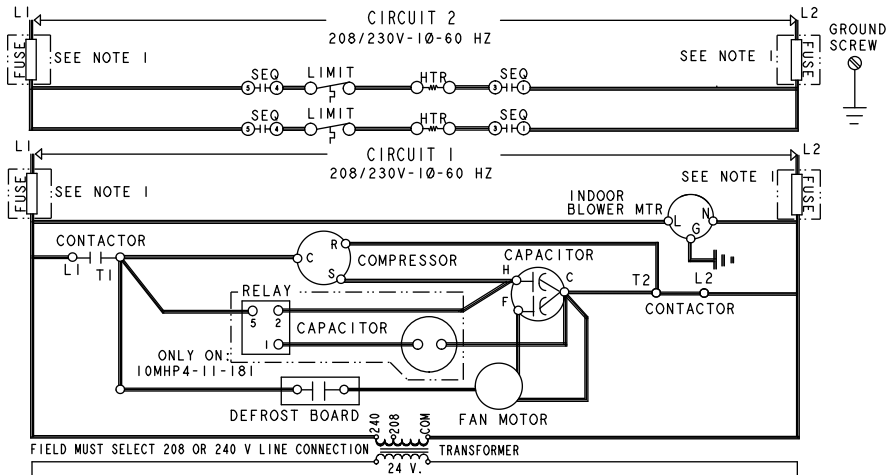 L1
CIRCUIT 2
L2
208/230V-1Ø-60 HZ
GROUND
SCREW
FUSE
SEE NOTE 1
SEE NOTE 1
FUSE
SEQ
LIMIT
HTR
SEQ
5
4
3
1
SEQ
LIMIT
HTR
SEQ
5
4
3
1
L1
CIRCUIT 1
L2
208/230V-1Ø-60 HZ
FUSE
SEE NOTE 1
SEE NOTE 1
FUSE
INDOOR
BLOWER MTR
L
N
G
CONTACTOR
L1
T1
C
R
S
COMPRESSOR
CAPACITOR
H
C
F
T2
L2
CONTACTOR
RELAY
5
2
1
CAPACITOR
ONLY ON:
10MHP4-11-181
DEFROST BOARD
FAN MOTOR
240
208
COM
FIELD MUST SELECT 208 OR 240 V LINE CONNECTION
TRANSFORMER
24 V.